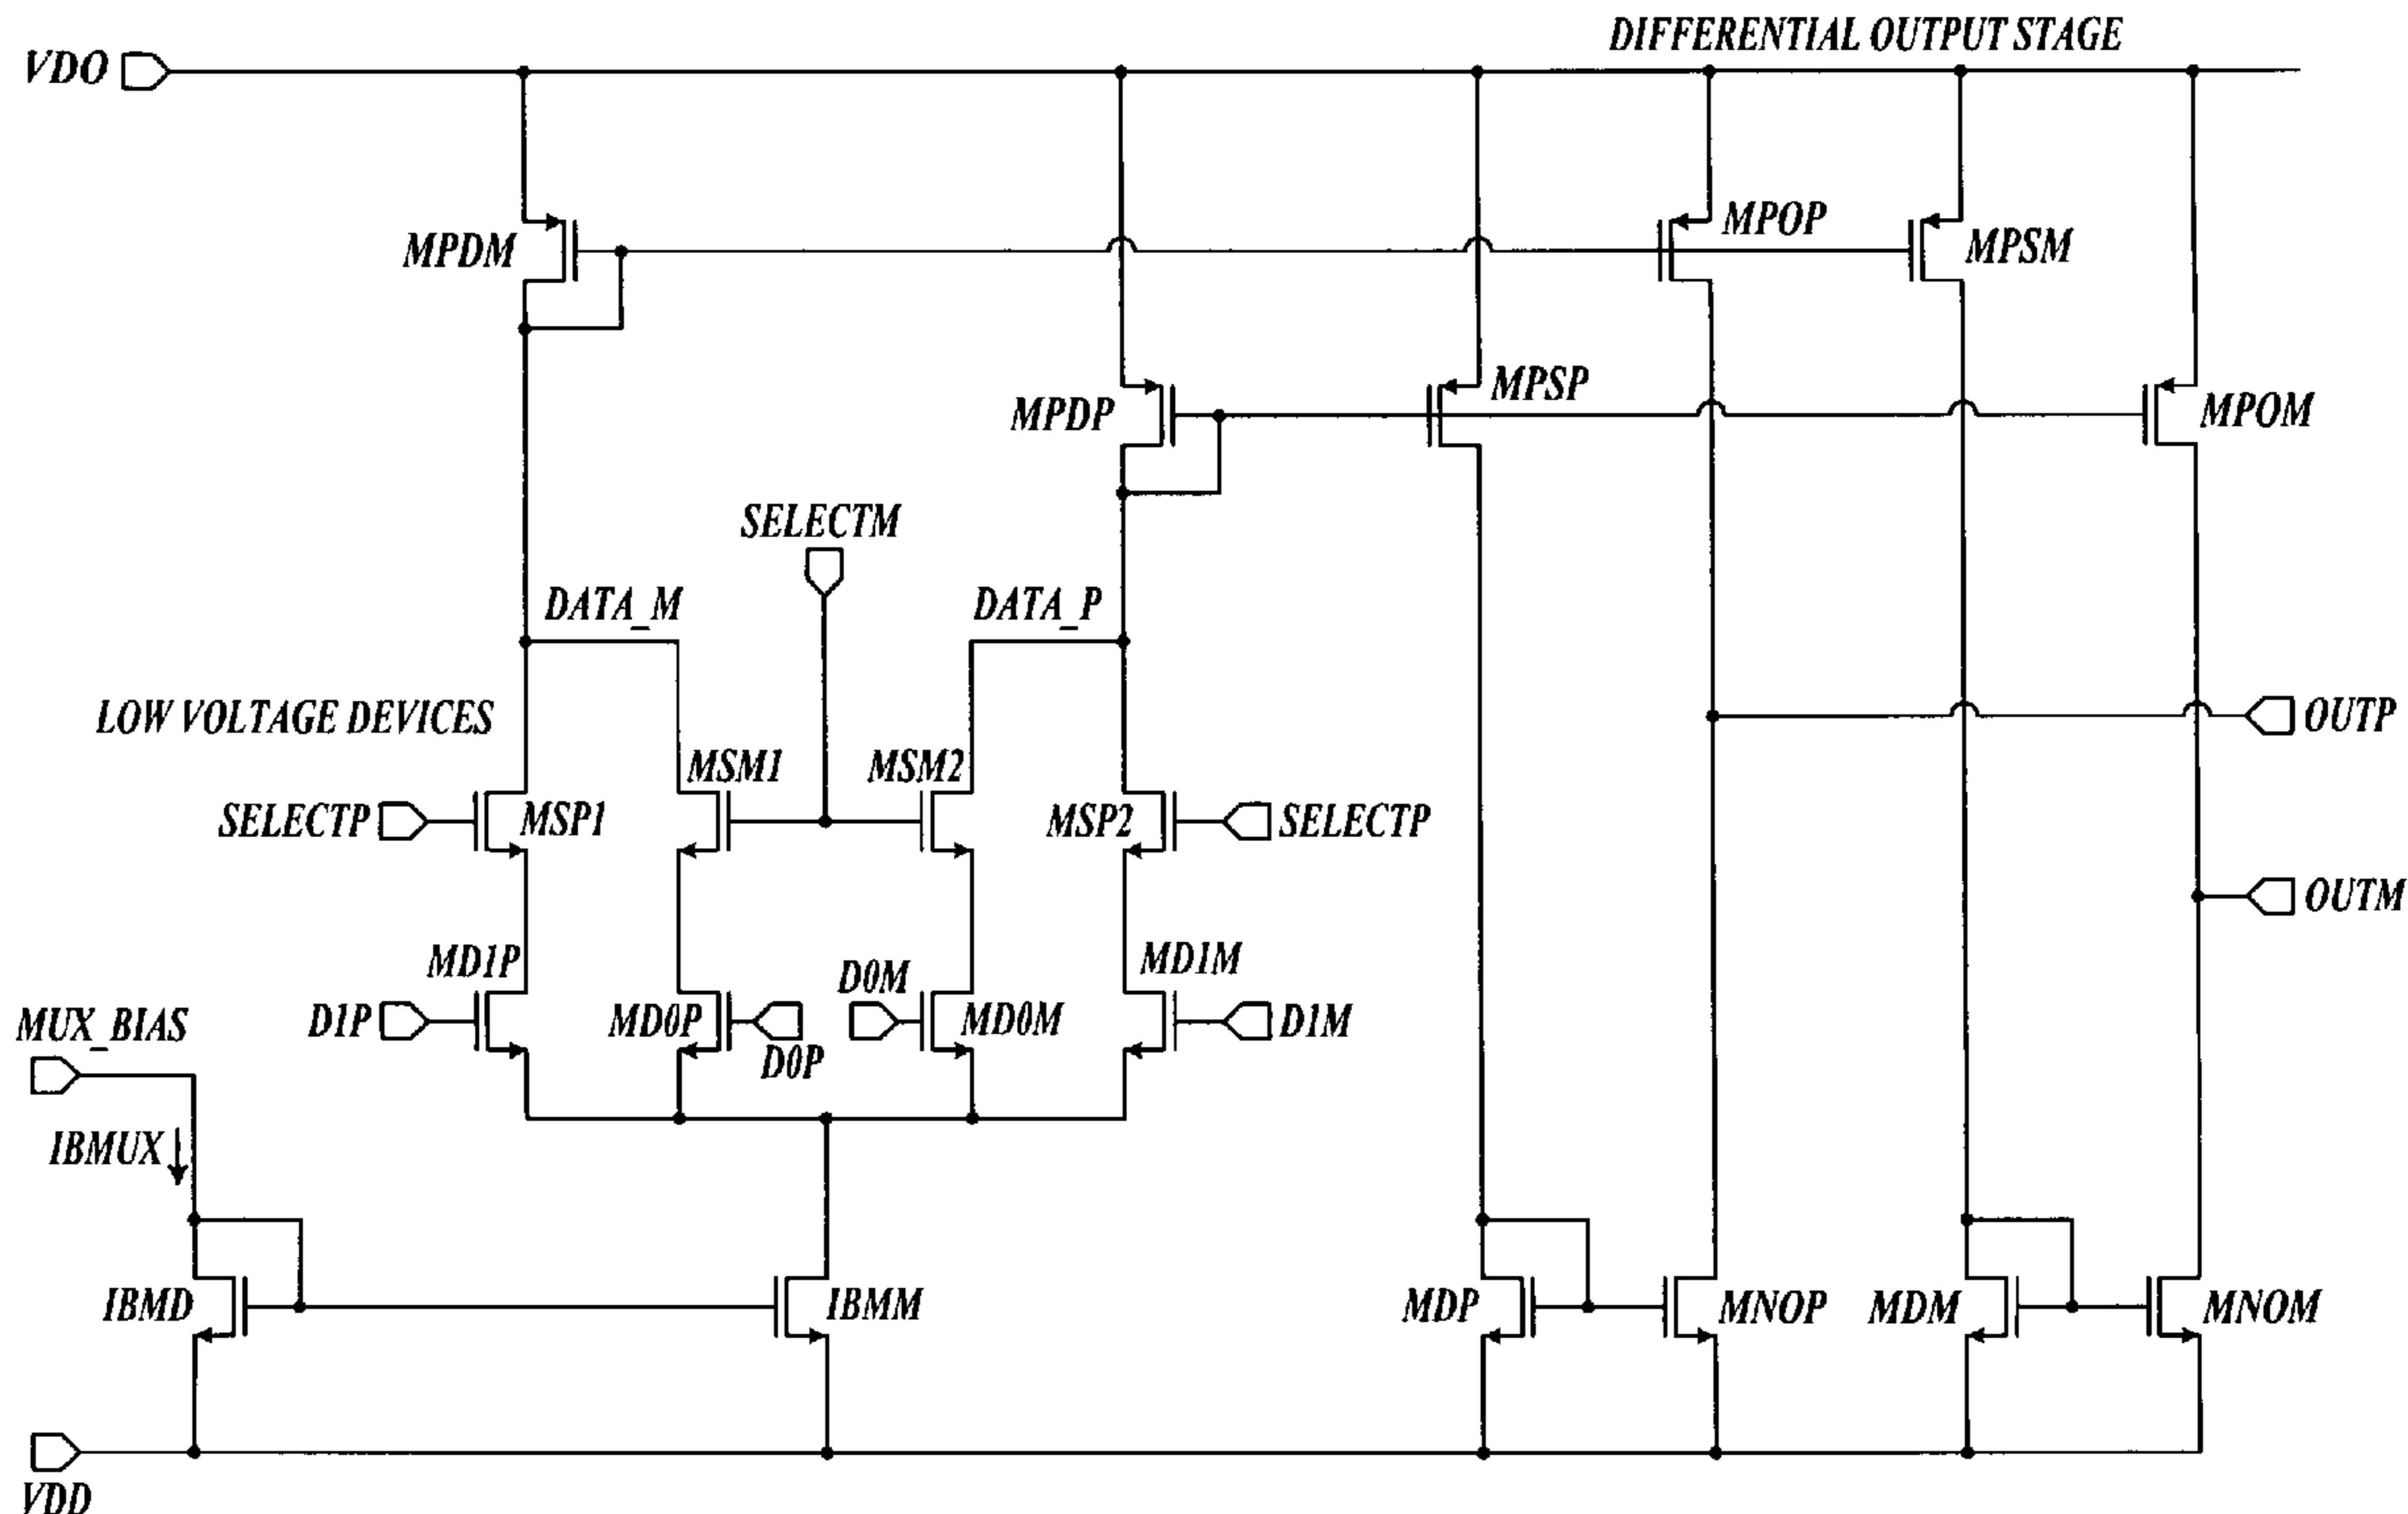 DIFFERENTIAL OUTPUT STAGE
VDO
MPDM
MPOP
MPSM
MPDP
MPSP
MPOM
SELECTM
DATA_M
DATA_P
LOW VOLTAGE DEVICES
OUTP
MSM1
MSM2
SELECTP
MSP1
MSP2
SELECTP
OUTM
MD1P
D0M
MD1M
MUX_BIAS
D1P
MD0P
MD0M
D1M
D0P
IBMUX
IBMD
IBMM
MDP
MNOP
MDM
MNOM
VDD